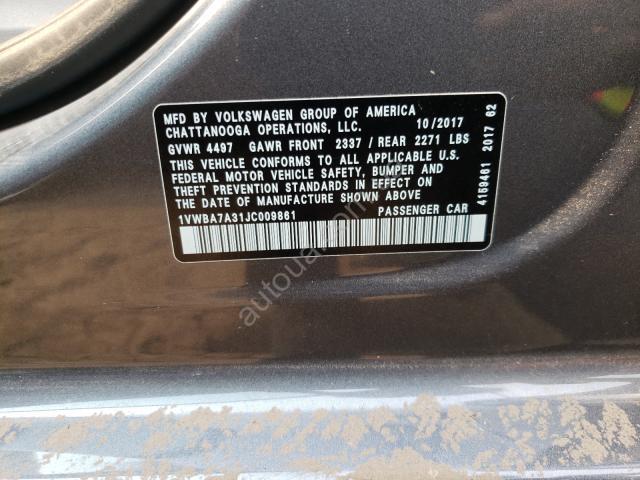 MFD BY VOLKSWAGEN GROUP OF AMERICA
CHATTANOOGA OPERATIONS, LLC. 10/2017
GVWR 4497 GAWR FRONT 2337 / REAR 2271 LBS
THIS VEHICLE CONFORMS TO ALL APPLICABLE U.S.
FEDERAL MOTOR VEHICLE SAFETY, BUMPER AND
THEFT PREVENTION STANDARDS IN EFFECT ON
THE DATE OF MANUFACTURE SHOWN ABOVE
1VWBA7A31JC009861 PASSENGER CAR
4159461 2017 62